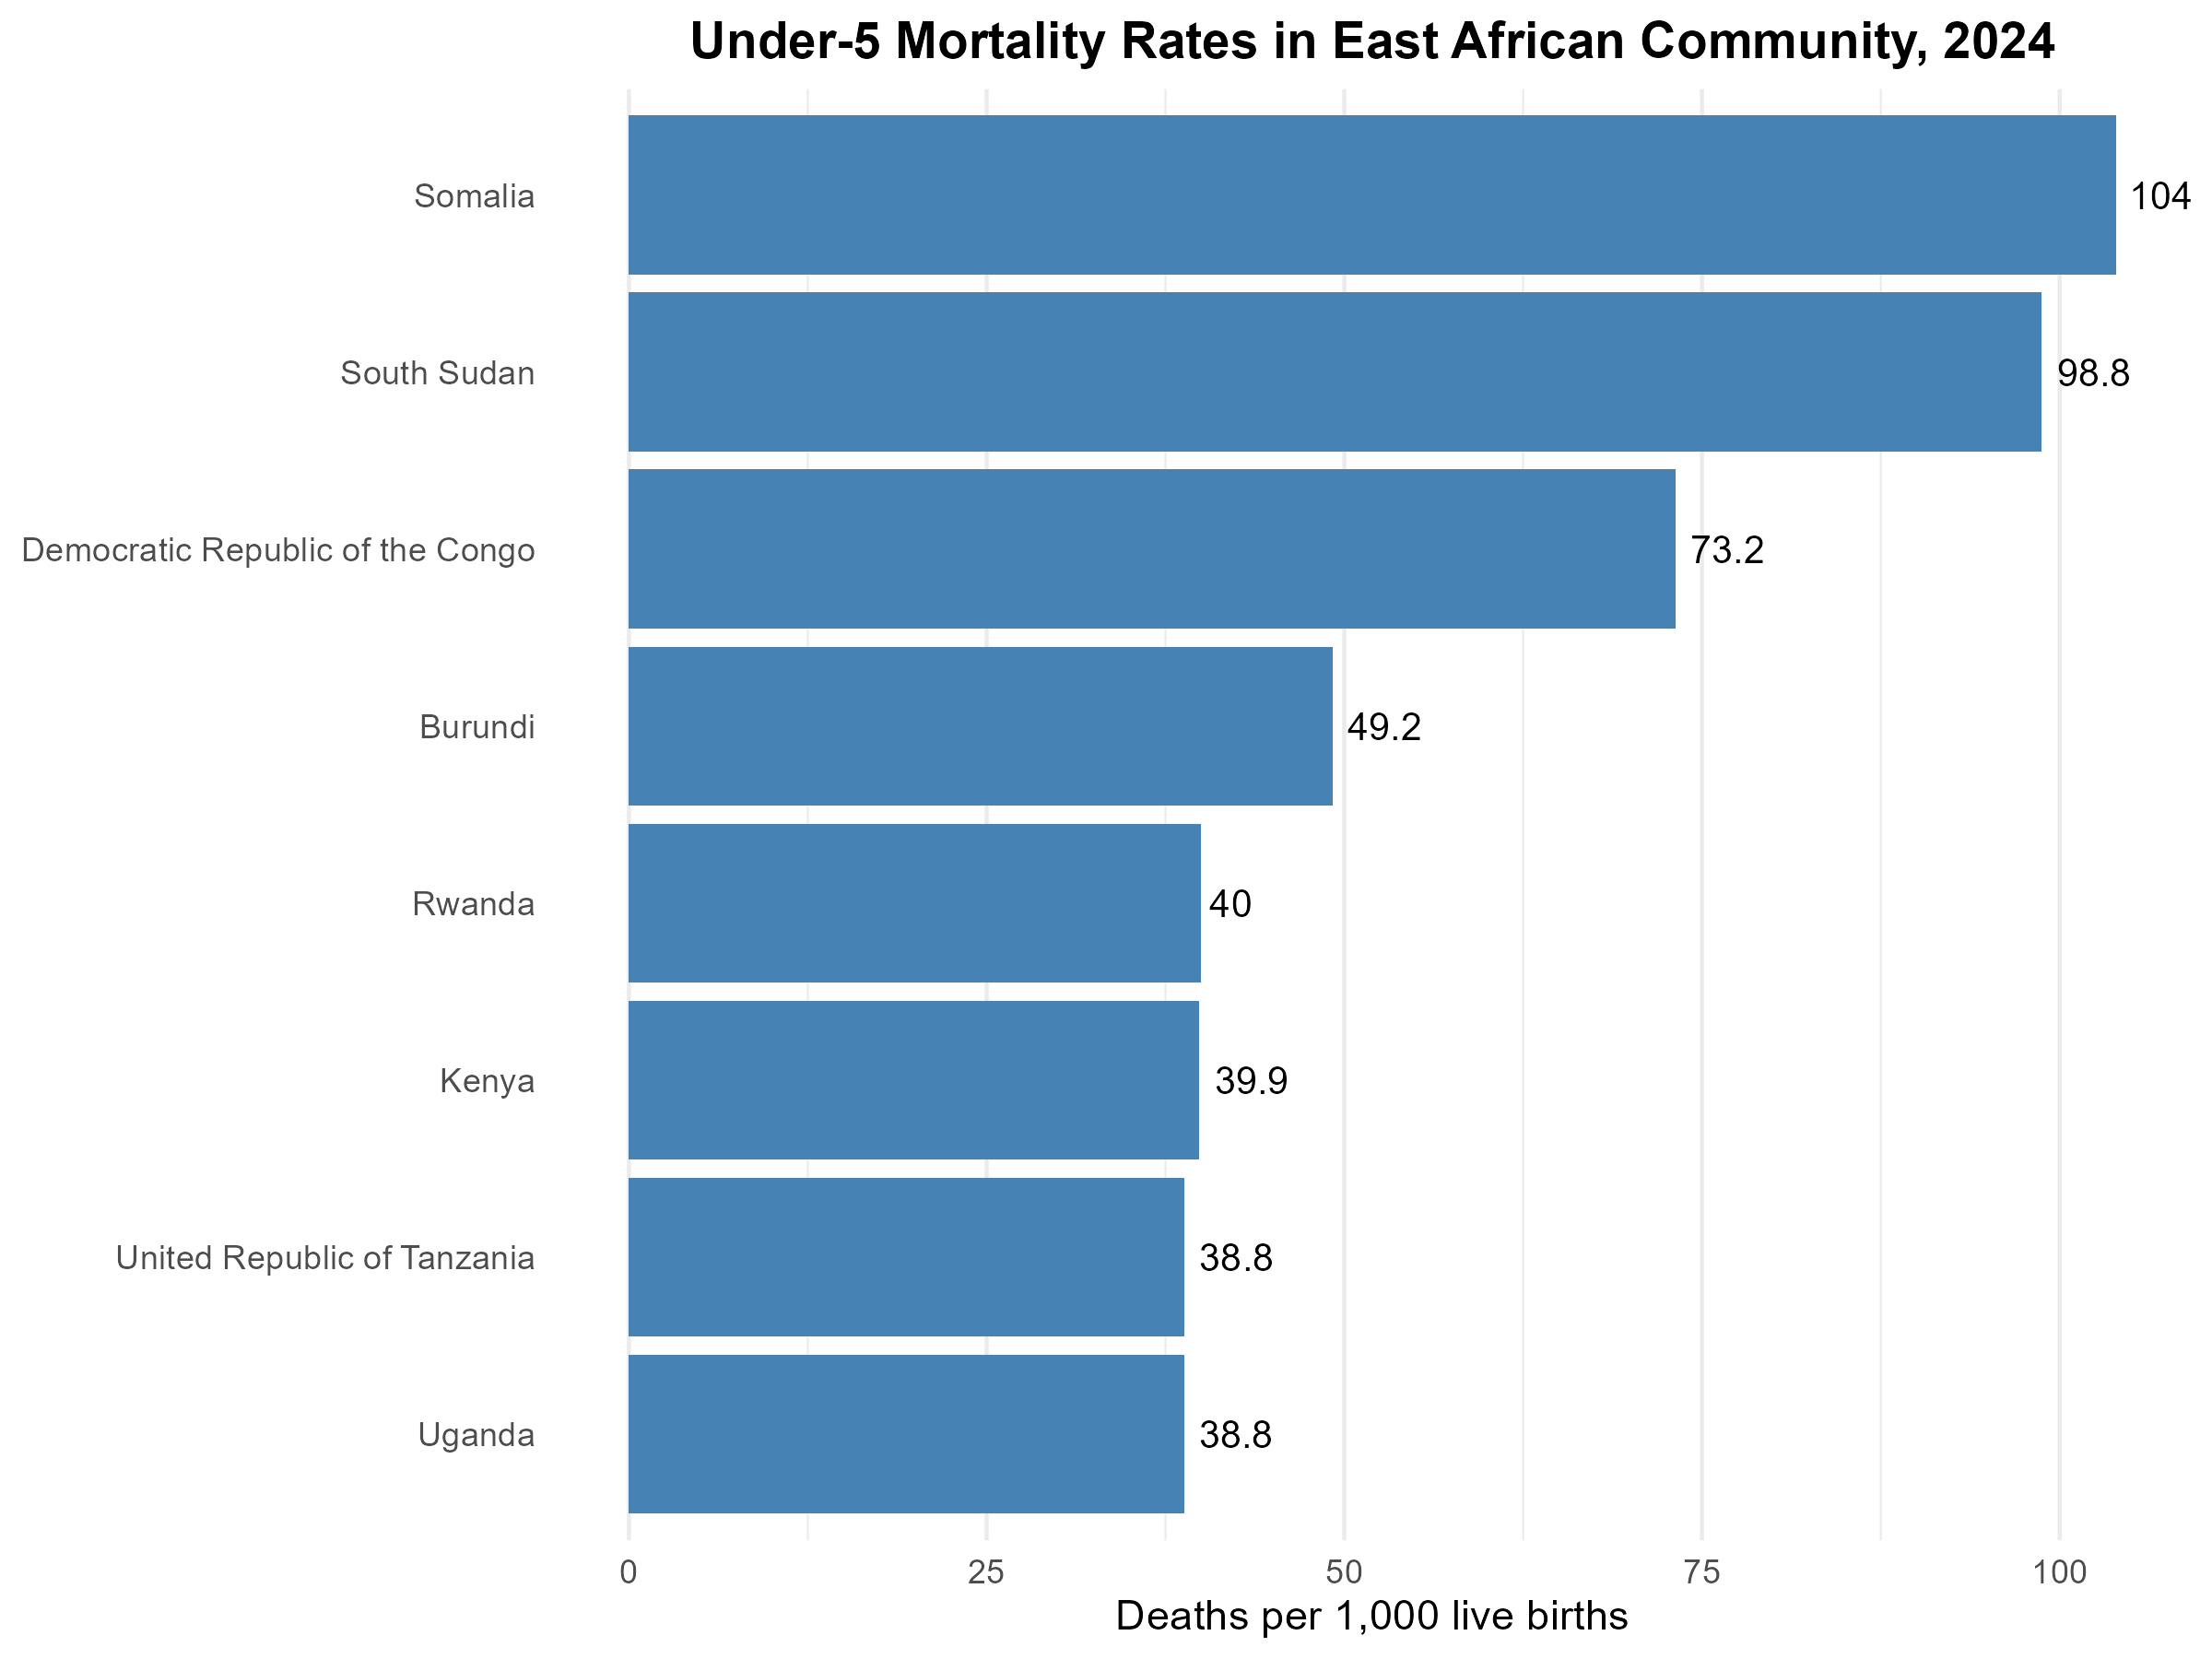 Under-5 Mortality Rates in East African Community, 2024
Somalia 104
South Sudan 98.8
Democratic Republic of the Congo 73.2
Burundi 49.2
Rwanda 40
Kenya 39.9
United Republic of Tanzania 38.8
Uganda 38.8
0 25 50 75 100
Deaths per 1,000 live births